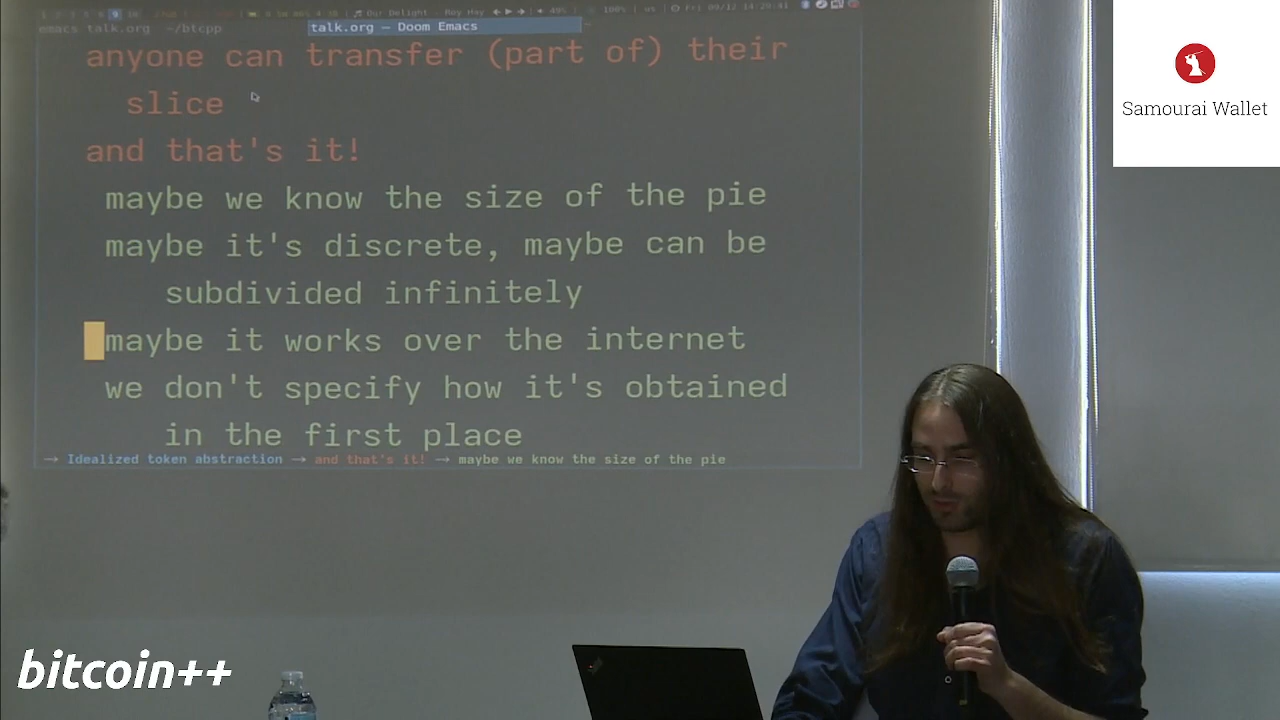 emacs talk.org ~/btcpp
talk.org — Doom Emacs
anyone can transfer (part of) their
slice
and that's it!
maybe we know the size of the pie
maybe it's discrete, maybe can be
subdivided infinitely
maybe it works over the internet
we don't specify how it's obtained
in the first place
→ Idealized token abstraction → and that's it! → maybe we know the size of the pie
Samourai Wallet
bitcoin++